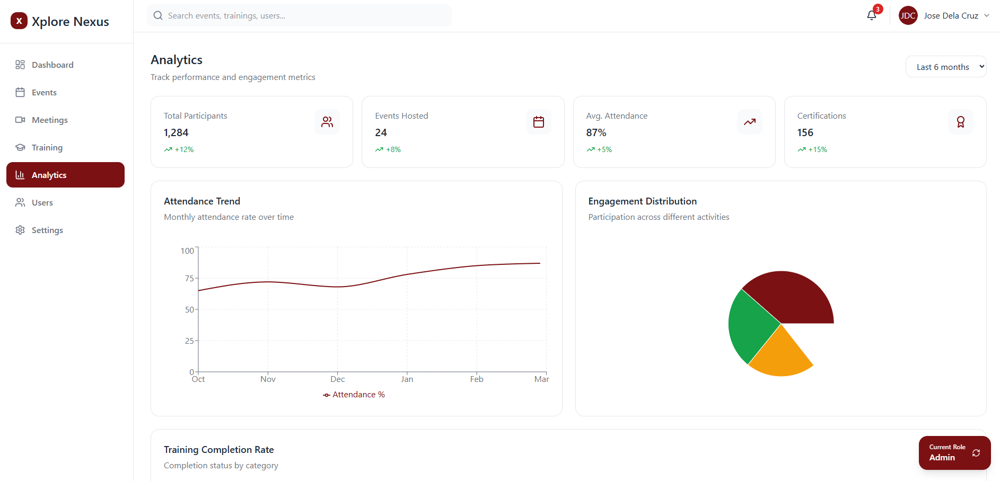 X Xplore Nexus
Search events, trainings, users...
3
JDC Jose Dela Cruz
Dashboard
Events
Meetings
Training
Analytics
Users
Settings
Analytics
Track performance and engagement metrics
Last 6 months
Total Participants
1,284
+12%
Events Hosted
24
+8%
Avg. Attendance
87%
+5%
Certifications
156
+15%
Attendance Trend
Monthly attendance rate over time
100
75
50
25
0
Oct Nov Dec Jan Feb Mar
Attendance %
Engagement Distribution
Participation across different activities
Training Completion Rate
Completion status by category
Current Role
Admin